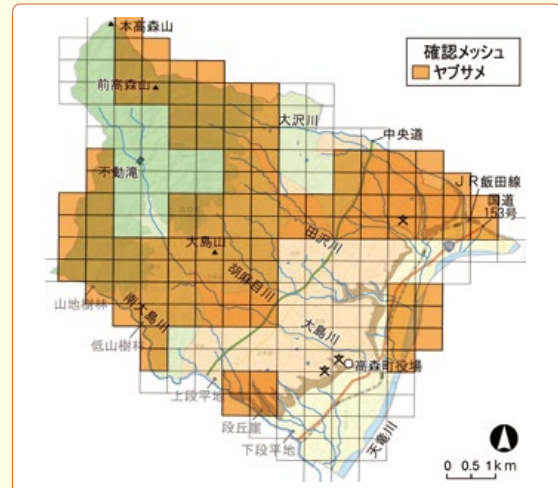 本高森山
確認メッシュ
ヤブサメ
前高森山
大沢川
中央道
不動滝
JR飯田線
国道
153号
田沢川
大島山
胡麻目川
山地樹林
南大島川
大島川
低山樹林
高森町役場
上段平地
段丘崖
下段平地
天竜川
0 0.5 1km